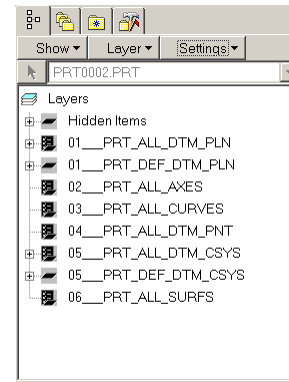 Show Layer Settings
PRT0002.PRT
Layers
Hidden Items
01___PRT_ALL_DTM_PLN
01___PRT_DEF_DTM_PLN
02___PRT_ALL_AXES
03___PRT_ALL_CURVES
04___PRT_ALL_DTM_PNT
05___PRT_ALL_DTM_CSYS
05___PRT_DEF_DTM_CSYS
06___PRT_ALL_SURFS